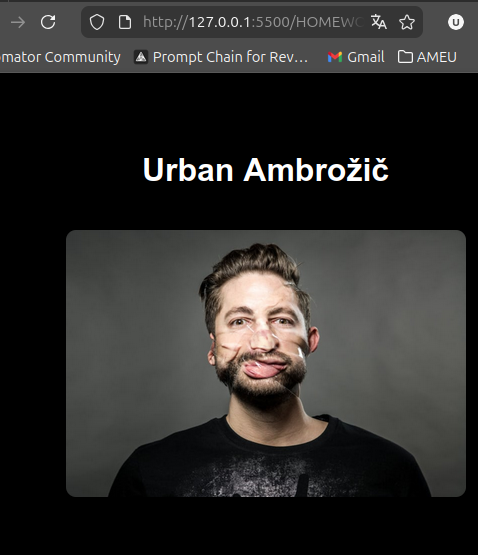 http://127.0.0.1:5500/HOMEWO
U
mator Community
Prompt Chain for Rev…
Gmail
AMEU
Urban Ambrožič